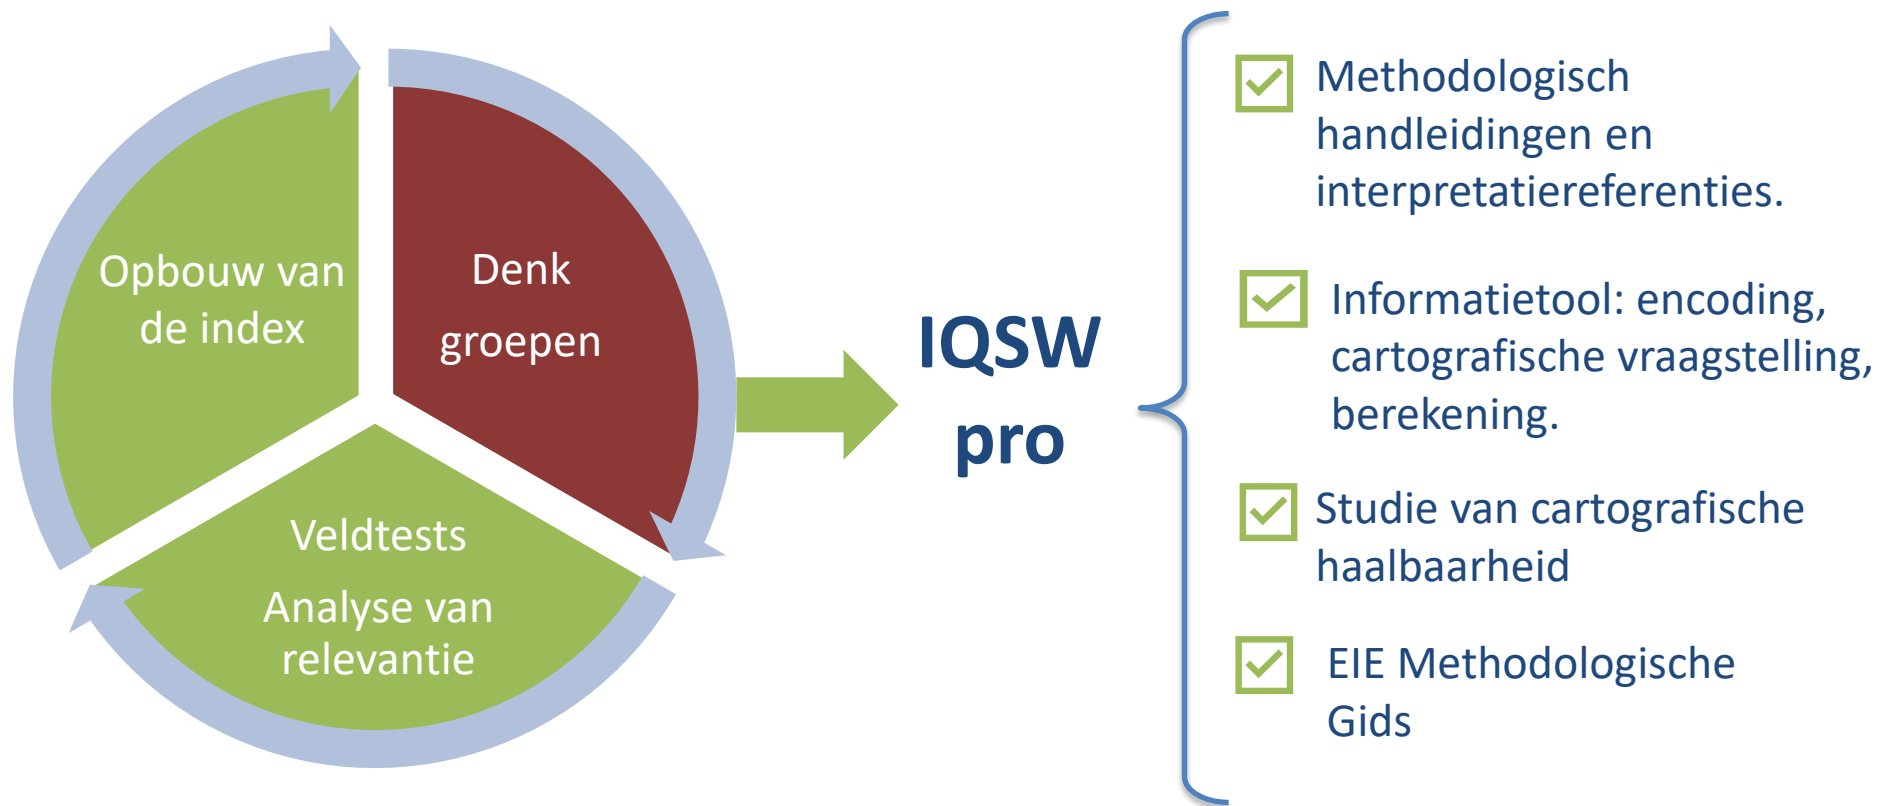 Opbouw van
de index
Denk
groepen
Veldtests
Analyse van
relevantie
IQSW
pro
Methodologisch
handleidingen en
interpretatiereferenties.
Informatietool: encoding,
cartografische vraagstelling,
berekening.
Studie van cartografische
haalbaarheid
EIE Methodologische
Gids